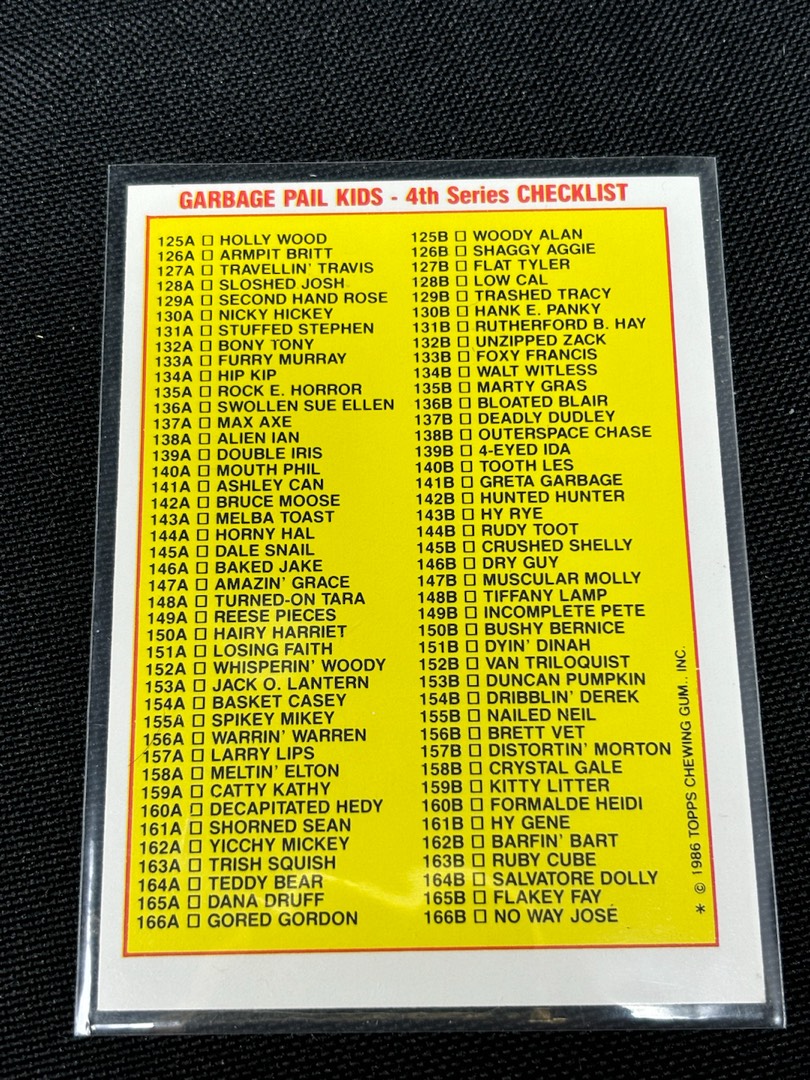 GARBAGE PAIL KIDS - 4th Series CHECKLIST
125A □ HOLLY WOOD
126A □ ARMPIT BRITT
127A □ TRAVELLIN' TRAVIS
128A □ SLOSHED JOSH
129A □ SECOND HAND ROSE
130A □ NICKY HICKEY
131A □ STUFFED STEPHEN
132A □ BONY TONY
133A □ FURRY MURRAY
134A □ HIP KIP
135A □ ROCK E. HORROR
136A □ SWOLLEN SUE ELLEN
137A □ MAX AXE
138A □ ALIEN IAN
139A □ DOUBLE IRIS
140A □ MOUTH PHIL
141A □ ASHLEY CAN
142A □ BRUCE MOOSE
143A □ MELBA TOAST
144A □ HORNY HAL
145A □ DALE SNAIL
146A □ BAKED JAKE
147A □ AMAZIN' GRACE
148A □ TURNED-ON TARA
149A □ REESE PIECES
150A □ HAIRY HARRIET
151A □ LOSING FAITH
152A □ WHISPERIN' WOODY
153A □ JACK O. LANTERN
154A □ BASKET CASEY
155A □ SPIKEY MIKEY
156A □ WARRIN' WARREN
157A □ LARRY LIPS
158A □ MELTIN' ELTON
159A □ CATTY KATHY
160A □ DECAPITATED HEDY
161A □ SHORNED SEAN
162A □ YICCHY MICKEY
163A □ TRISH SQUISH
164A □ TEDDY BEAR
165A □ DANA DRUFF
166A □ GORED GORDON
125B □ WOODY ALAN
126B □ SHAGGY AGGIE
127B □ FLAT TYLER
128B □ LOW CAL
129B □ TRASHED TRACY
130B □ HANK E. PANKY
131B □ RUTHERFORD B. HAY
132B □ UNZIPPED ZACK
133B □ FOXY FRANCIS
134B □ WALT WITLESS
135B □ MARTY GRAS
136B □ BLOATED BLAIR
137B □ DEADLY DUDLEY
138B □ OUTERSPACE CHASE
139B □ 4-EYED IDA
140B □ TOOTH LES
141B □ GRETA GARBAGE
142B □ HUNTED HUNTER
143B □ HY RYE
144B □ RUDY TOOT
145B □ CRUSHED SHELLY
146B □ DRY GUY
147B □ MUSCULAR MOLLY
148B □ TIFFANY LAMP
149B □ INCOMPLETE PETE
150B □ BUSHY BERNICE
151B □ DYIN' DINAH
152B □ VAN TRILOQUIST
153B □ DUNCAN PUMPKIN
154B □ DRIBBLIN' DEREK
155B □ NAILED NEIL
156B □ BRETT VET
157B □ DISTORTIN' MORTON
158B □ CRYSTAL GALE
159B □ KITTY LITTER
160B □ FORMALDE HEIDI
161B □ HY GENE
162B □ BARFIN' BART
163B □ RUBY CUBE
164B □ SALVATORE DOLLY
165B □ FLAKEY FAY
166B □ NO WAY JOSÉ
* © 1986 TOPPS CHEWING GUM., INC.